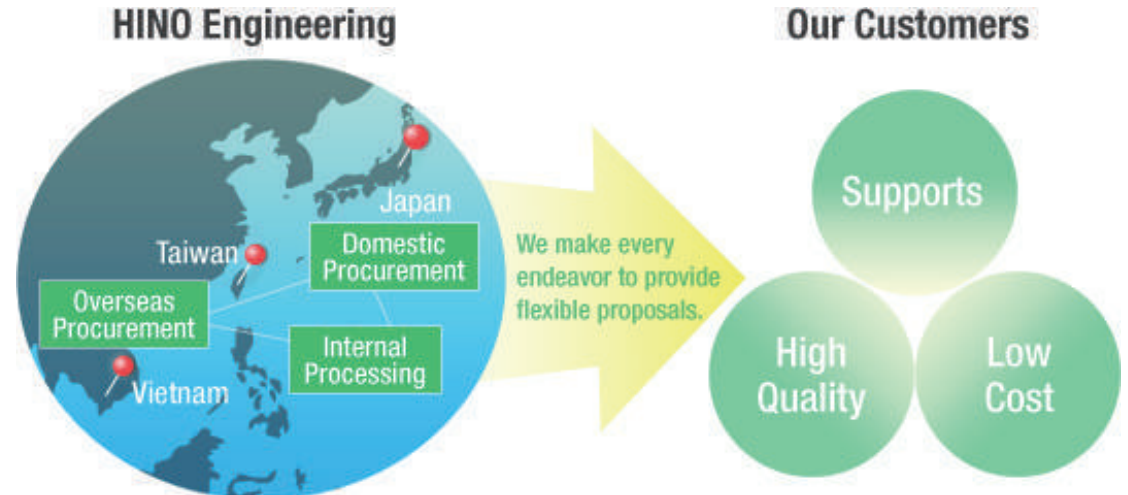 HINO Engineering
Japan
Taiwan
Domestic
Procurement
Overseas
Procurement
Internal
Processing
Vietnam
We make every
endeavor to provide
flexible proposals.
Our Customers
Supports
High
Quality
Low
Cost